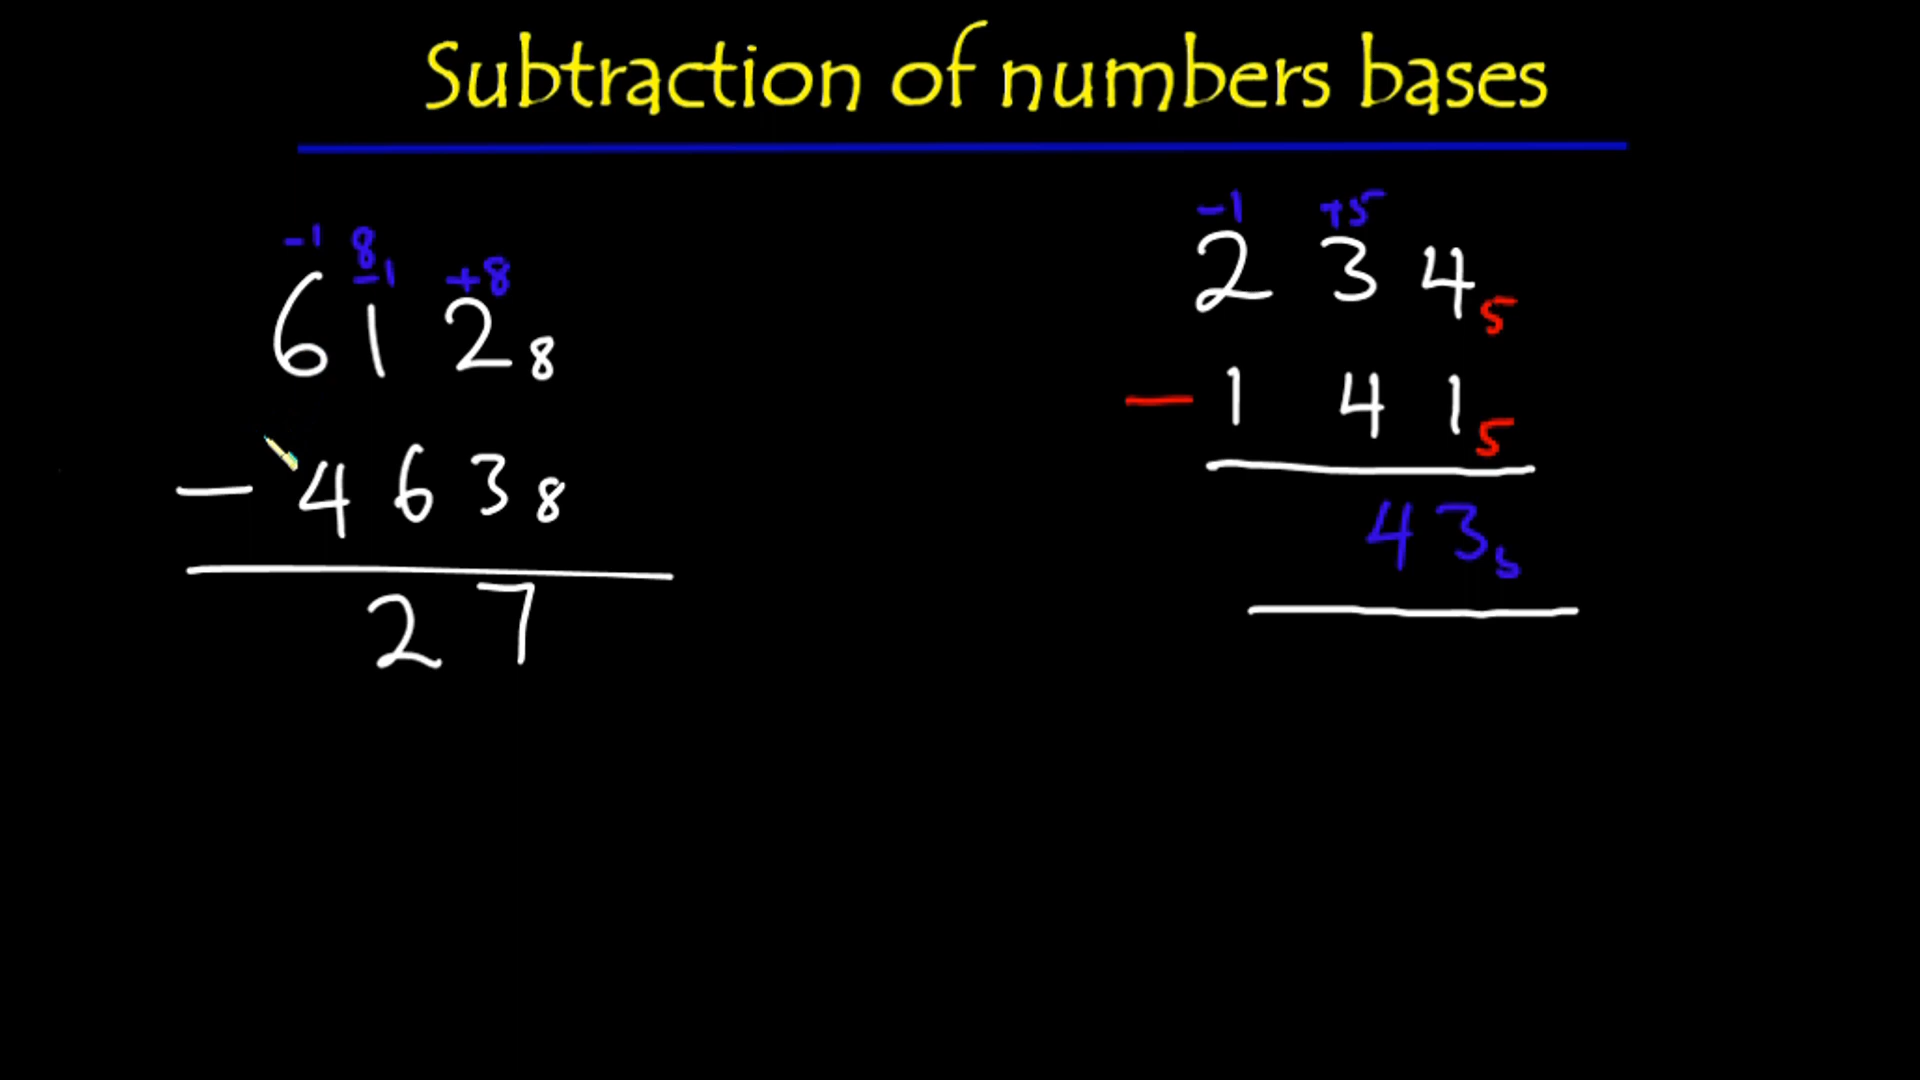 Subtraction of numbers bases
-1 8 -1 +8
6 1 2 8
- 4 6 3 8
2 7
-1 +5
2 3 4 5
- 1 4 1 5
4 3 5